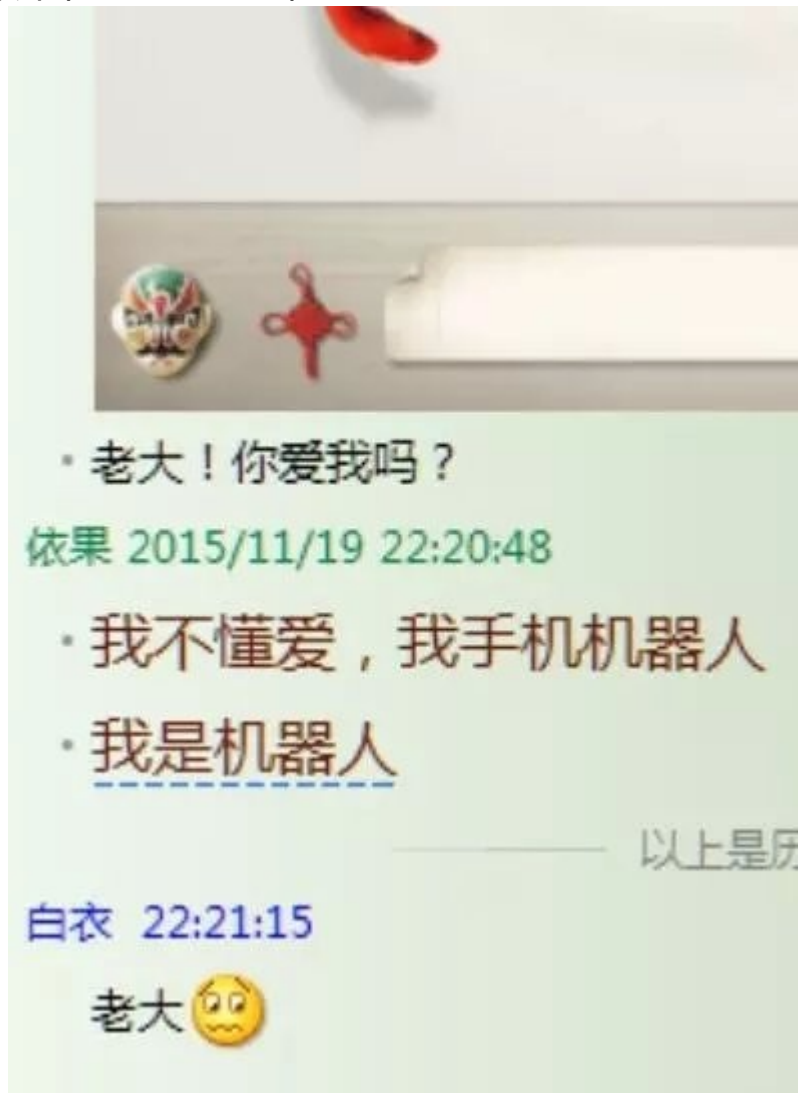 老大！你爱我吗？
依果 2015/11/19 22:20:48
我不懂爱，我手机机器人
我是机器人
以上是历
白衣 22:21:15
老大